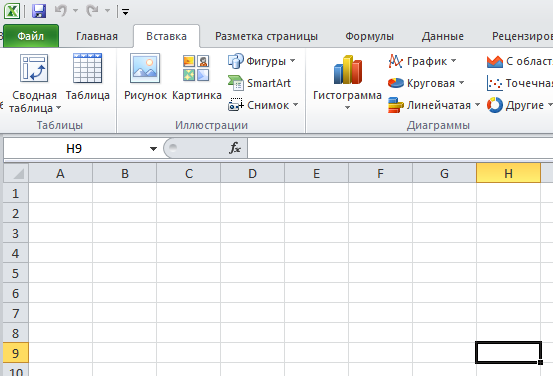 Файл Главная Вставка Разметка страницы Формулы Данные Рецензиров
Сводная таблица Таблица Рисунок Картинка Фигуры SmartArt Снимок Гистограмма График Круговая Линейчатая С област Точечная Другие
Таблицы Иллюстрации Диаграммы
H9 fx
A B C D E F G H
1
2
3
4
5
6
7
8
9
10